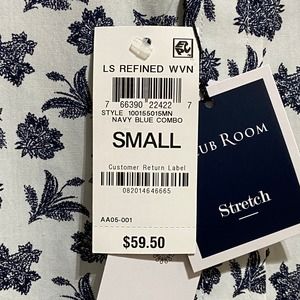 LS REFINED WVN
7 66390 22422 7
STYLE 100155015MN
NAVY BLUE COMBO
SMALL
Customer Return Label
082014646665
AA05-001
$59.50
UB ROOM
Stretch